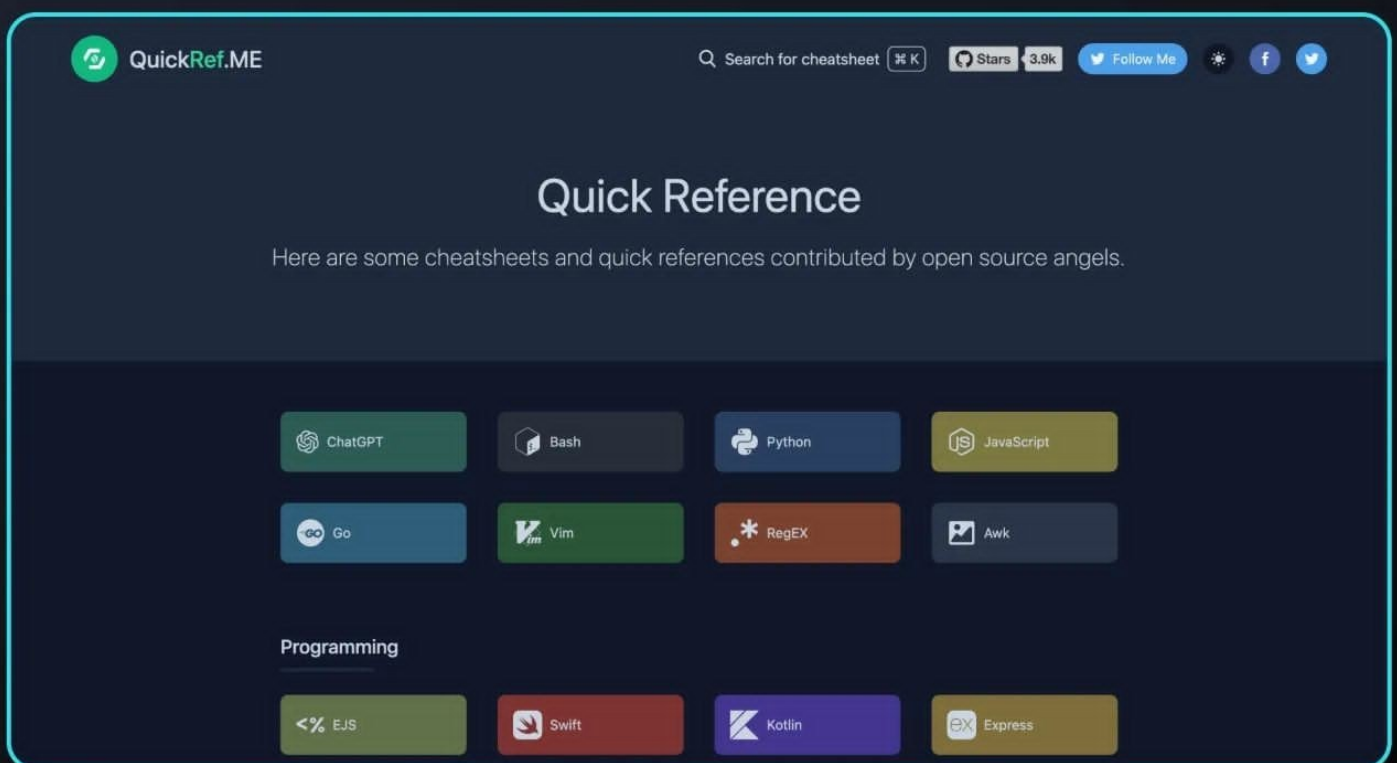 QuickRef.ME
Search for cheatsheet ⌘ K Stars 3.9k Follow Me
Quick Reference
Here are some cheatsheets and quick references contributed by open source angels.
ChatGPT Bash Python JavaScript
Go Vim RegEX Awk
Programming
<% EJS Swift Kotlin ex Express